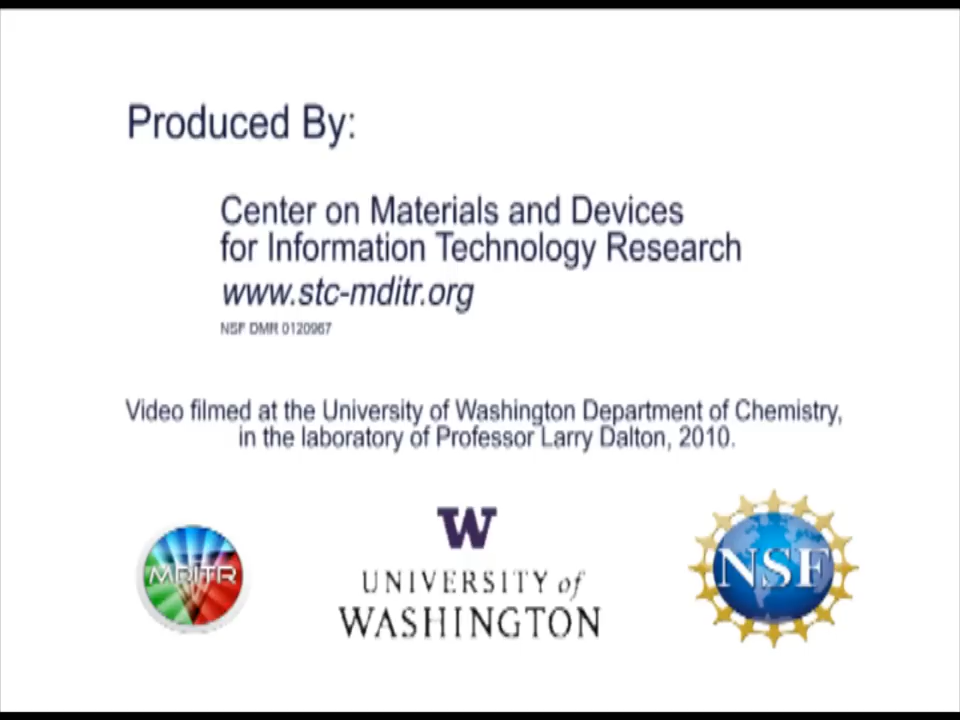 Produced By:
Center on Materials and Devices
for Information Technology Research
www.stc-mditr.org
NSF DMR 0120967
Video filmed at the University of Washington Department of Chemistry,
in the laboratory of Professor Larry Dalton, 2010.
MDITR
W
UNIVERSITY of
WASHINGTON
NSF